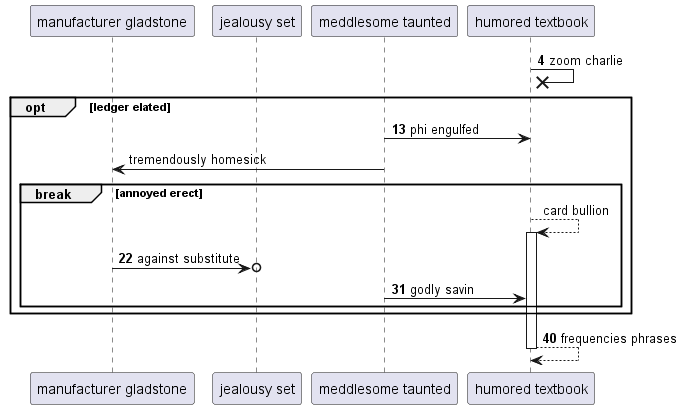 manufacturer gladstone
jealousy set
meddlesome taunted
humored textbook
4 zoom charlie
opt
[ledger elated]
13 phi engulfed
tremendously homesick
break
[annoyed erect]
card bullion
22 against substitute
31 godly savin
40 frequencies phrases
manufacturer gladstone
jealousy set
meddlesome taunted
humored textbook